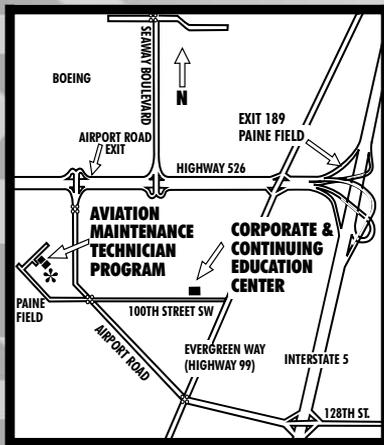 SEAWAY BOULEVARD
BOEING
N
EXIT 189
PAINE FIELD
AIRPORT ROAD
EXIT
HIGHWAY 526
AVIATION
MAINTENANCE
TECHNICIAN
PROGRAM
CORPORATE &
CONTINUING
EDUCATION
CENTER
PAINE
FIELD
100TH STREET SW
AIRPORT ROAD
EVERGREEN WAY
(HIGHWAY 99)
INTERSTATE 5
128TH ST.